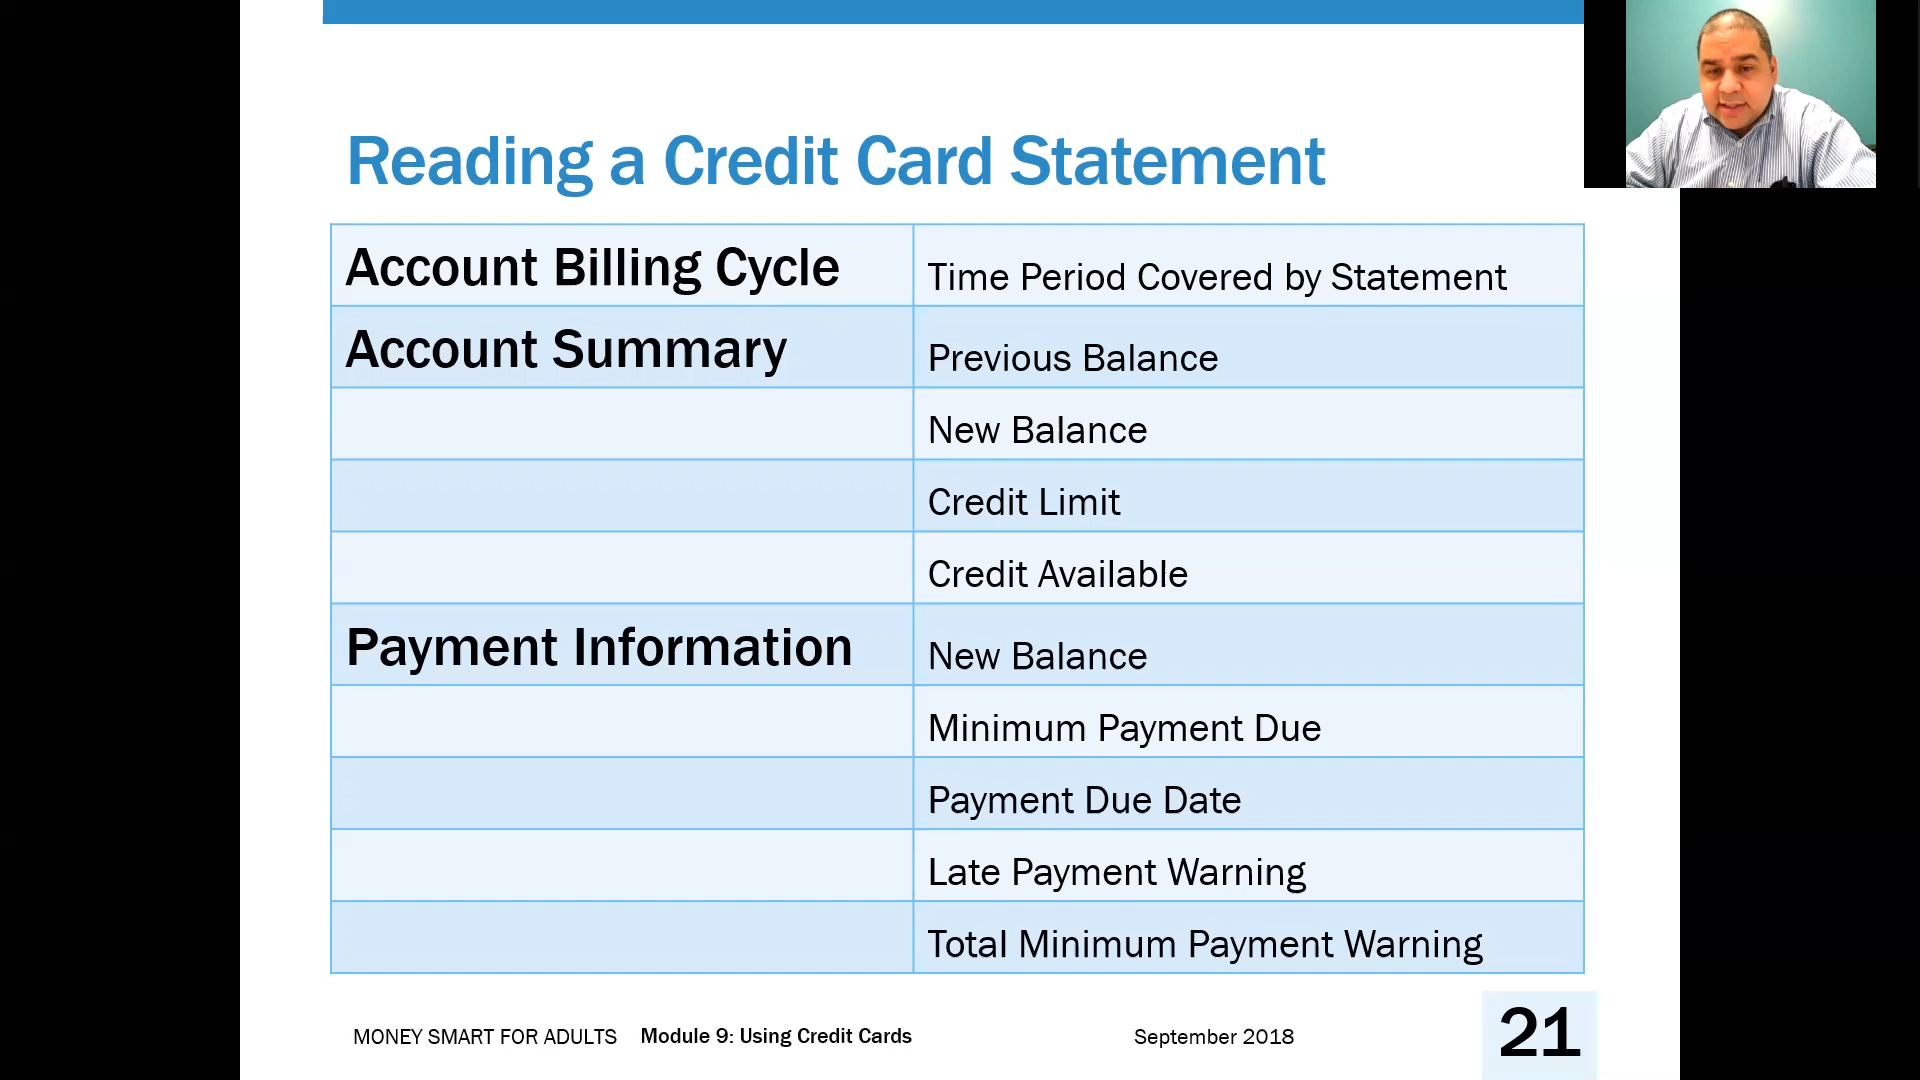 Reading a Credit Card Statement
Account Billing Cycle
Time Period Covered by Statement
Account Summary
Previous Balance
New Balance
Credit Limit
Credit Available
Payment Information
New Balance
Minimum Payment Due
Payment Due Date
Late Payment Warning
Total Minimum Payment Warning
MONEY SMART FOR ADULTS Module 9: Using Credit Cards September 2018 21